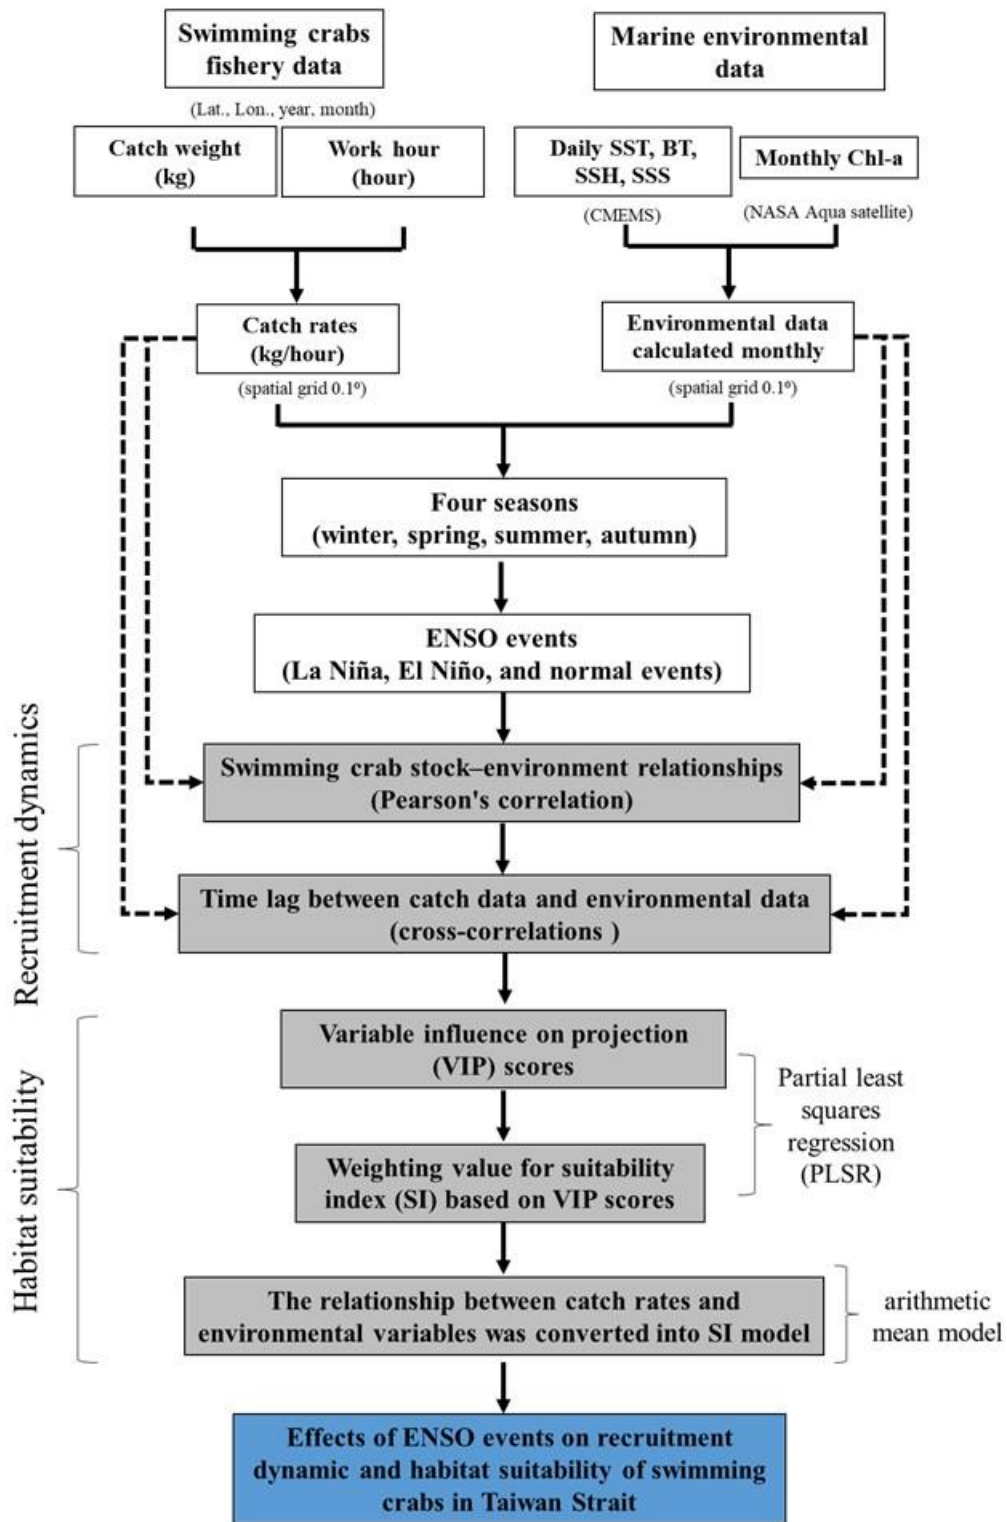 Swimming crabs
fishery data
Marine environmental
data
(Lat., Lon., year, month)
Catch weight
(kg)
Work hour
(hour)
Daily SST, BT,
SSH, SSS
Monthly Chl-a
(CMEMS)
(NASA Aqua satellite)
Catch rates
(kg/hour)
Environmental data
calculated monthly
(spatial grid 0.1º)
(spatial grid 0.1º)
Four seasons
(winter, spring, summer, autumn)
ENSO events
(La Niña, El Niño, and normal events)
Recruitment dynamics
Swimming crab stock–environment relationships
(Pearson's correlation)
Time lag between catch data and environmental data
(cross-correlations )
Habitat suitability
Variable influence on projection
(VIP) scores
Partial least
squares
regression
(PLSR)
Weighting value for suitability
index (SI) based on VIP scores
The relationship between catch rates and
environmental variables was converted into SI model
arithmetic
mean model
Effects of ENSO events on recruitment
dynamic and habitat suitability of swimming
crabs in Taiwan Strait